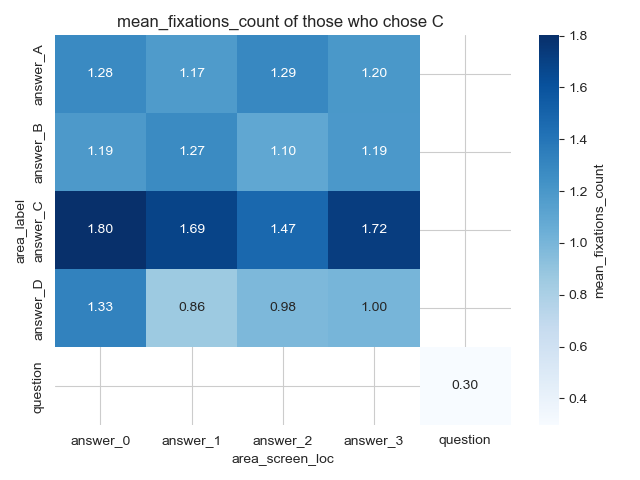 mean_fixations_count of those who chose C
area_label
answer_A
1.28 1.17 1.29 1.20
answer_B
1.19 1.27 1.10 1.19
answer_C
1.80 1.69 1.47 1.72
answer_D
1.33 0.86 0.98 1.00
question
0.30
answer_0 answer_1 answer_2 answer_3 question
area_screen_loc
1.8
1.6
1.4
1.2
1.0
0.8
0.6
0.4
mean_fixations_count